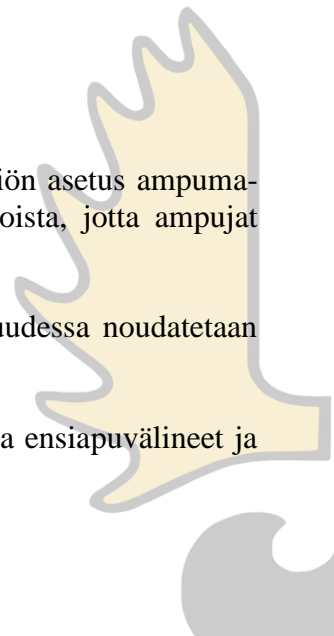 iön asetus ampuma-
oista, jotta ampujat
uudessa noudatetaan
a ensiapuvälineet ja